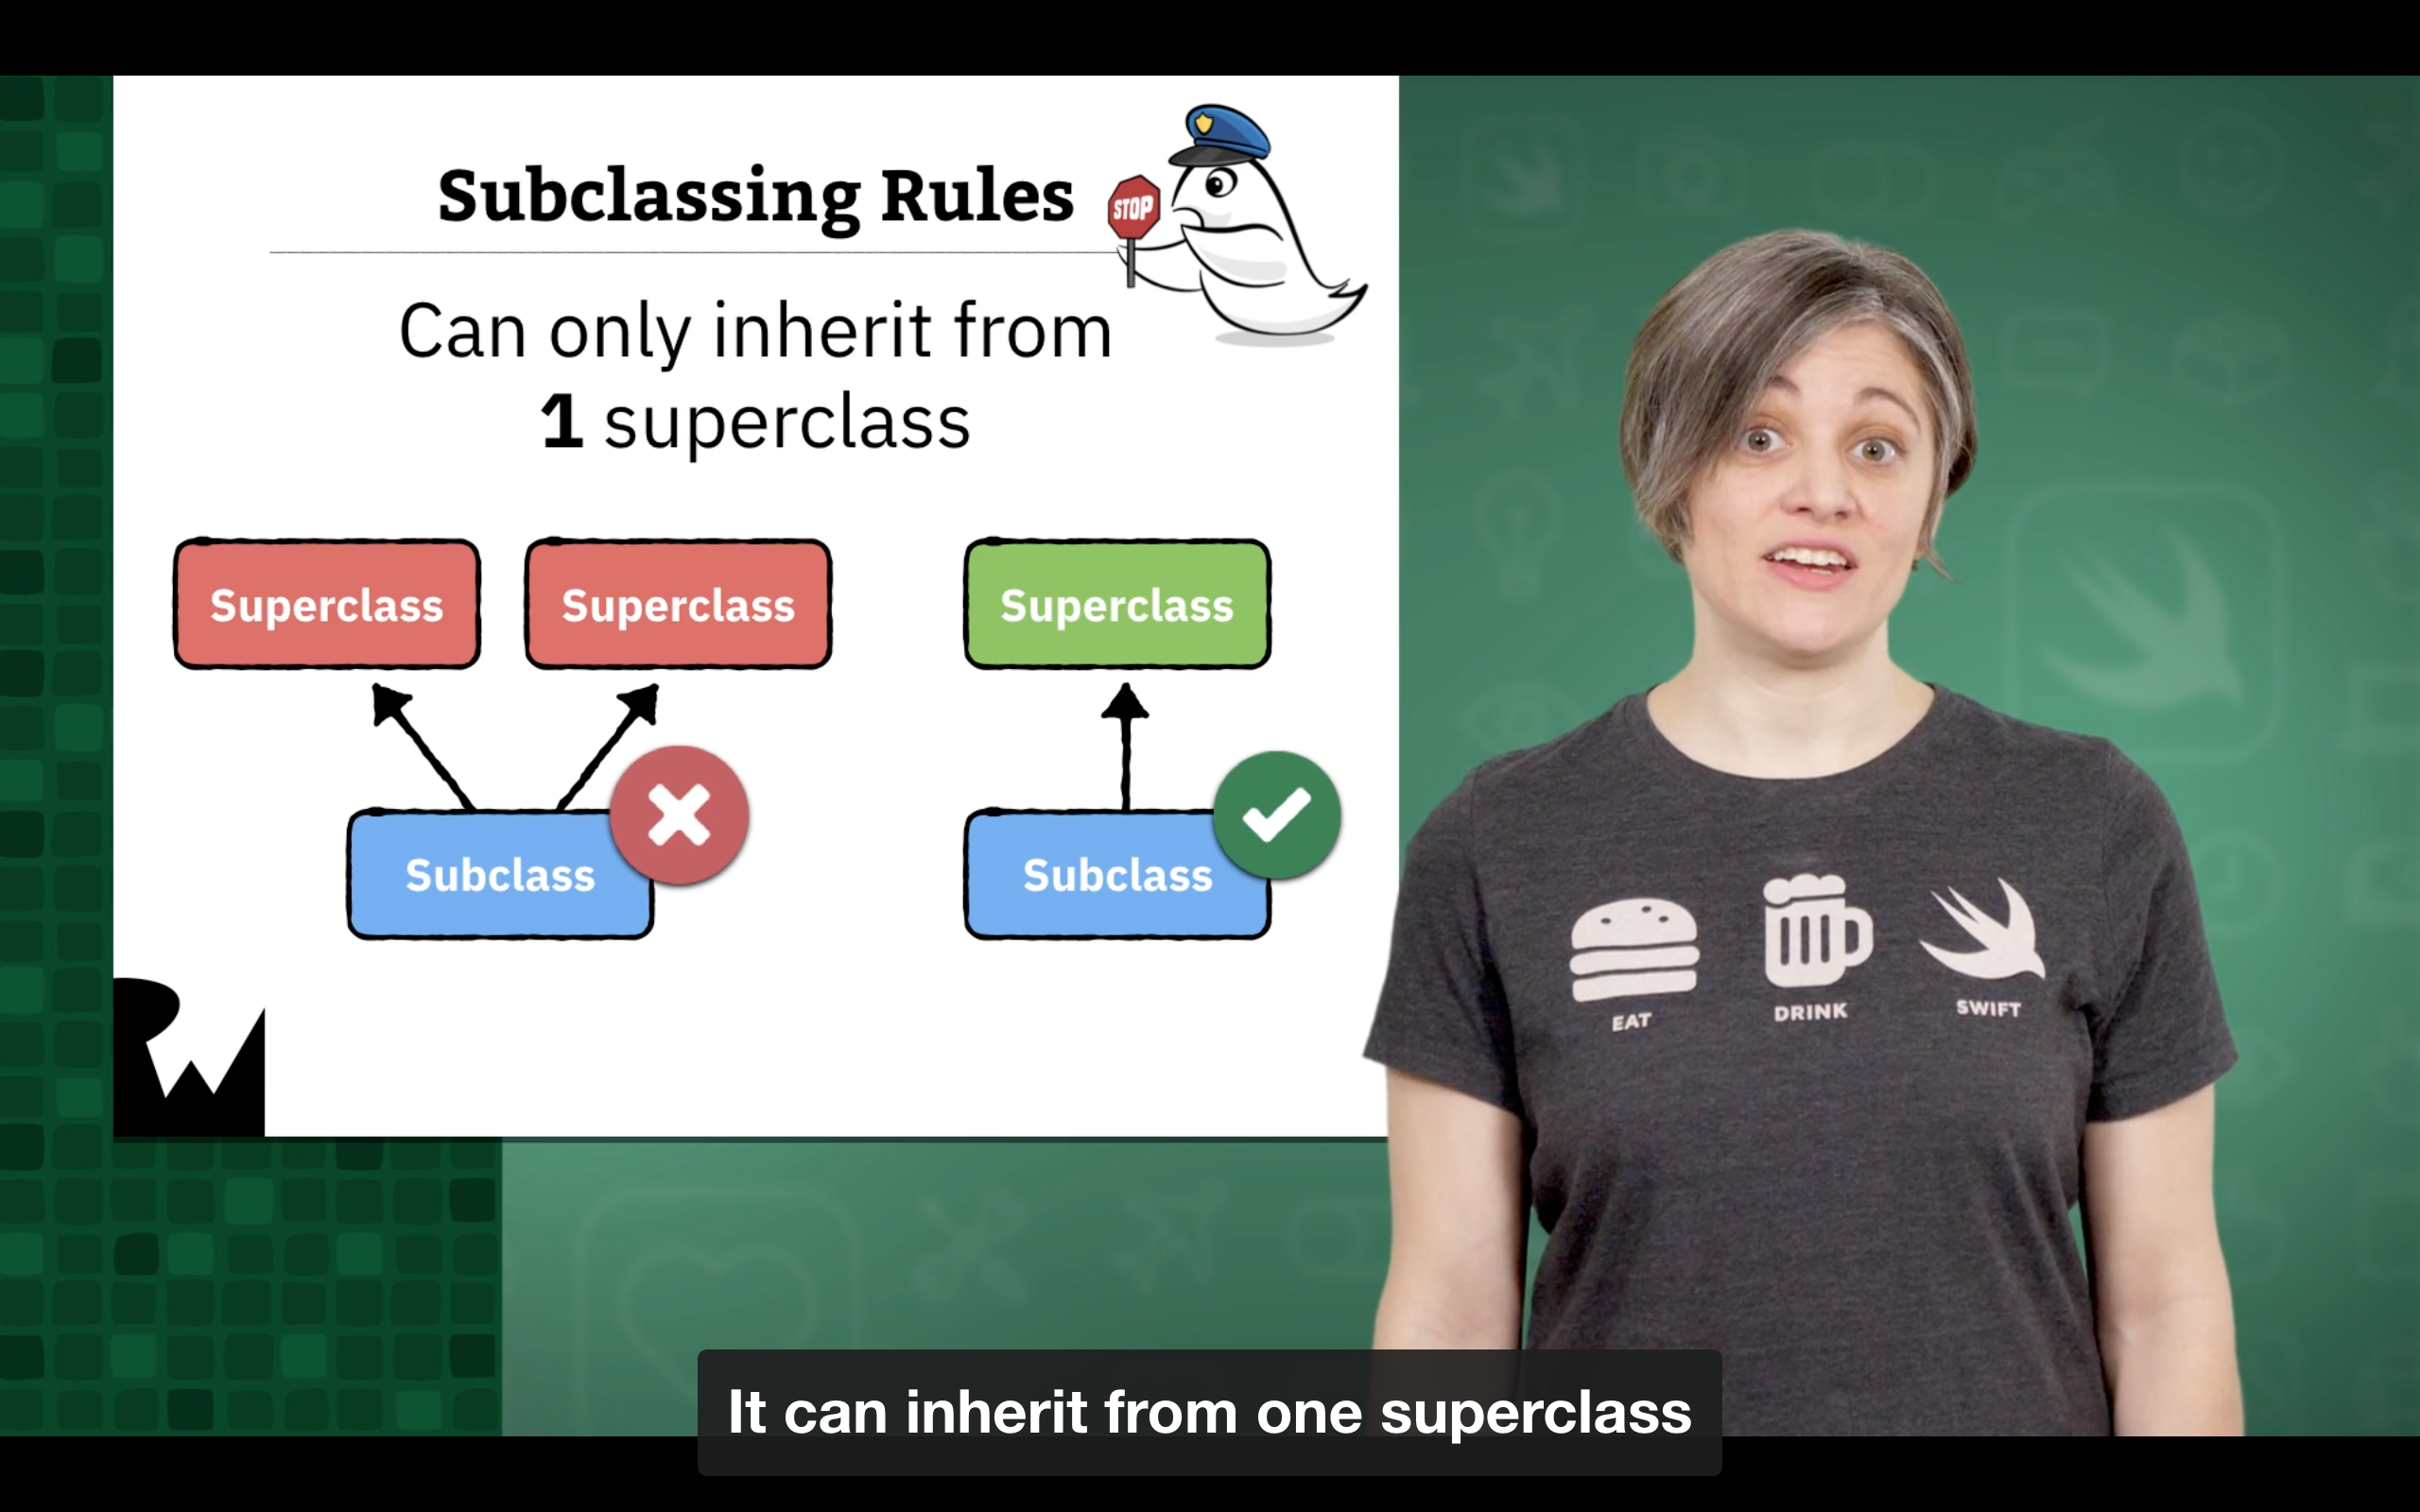 Subclassing Rules
STOP
Can only inherit from
1 superclass
Superclass Superclass Superclass
Subclass Subclass
EAT DRINK SWIFT
It can inherit from one superclass